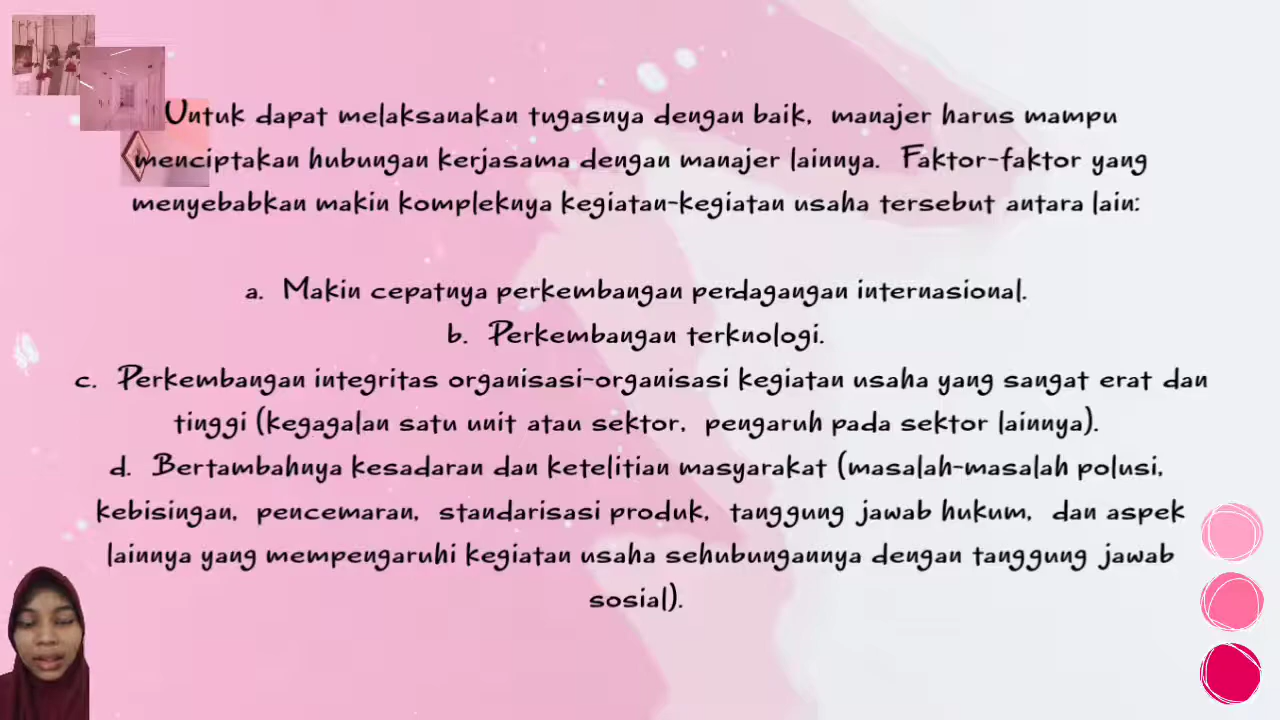 Untuk dapat melaksanakan tugasnya dengan baik, manajer harus mampu
menciptakan hubungan kerjasama dengan manajer lainnya. Faktor-faktor yang
menyebabkan makin kompleknya kegiatan-kegiatan usaha tersebut antara lain:
a. Makin cepatnya perkembangan perdagangan internasional.
b. Perkembangan terknologi.
c. Perkembangan integritas organisasi-organisasi kegiatan usaha yang sangat erat dan
tinggi (kegagalan satu unit atau sektor, pengaruh pada sektor lainnya).
d. Bertambahnya kesadaran dan ketelitian masyarakat (masalah-masalah polusi,
kebisingan, pencemaran, standarisasi produk, tanggung jawab hukum, dan aspek
lainnya yang mempengaruhi kegiatan usaha sehubungannya dengan tanggung jawab
sosial).